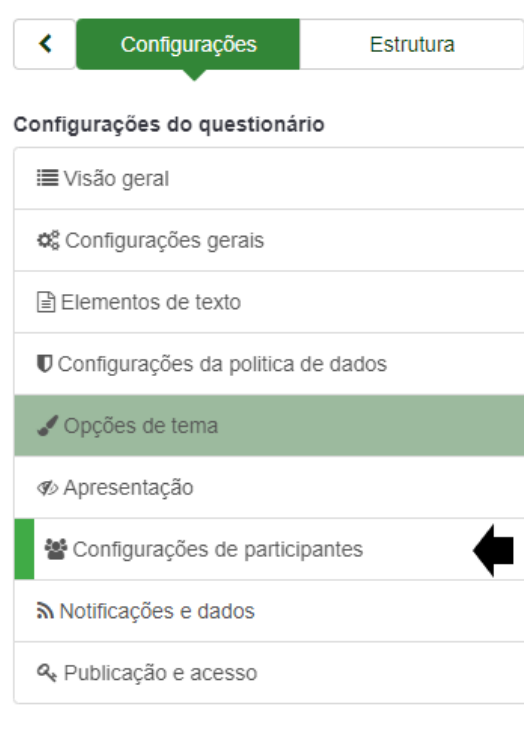 Configurações Estrutura
Configurações do questionário
Visão geral
Configurações gerais
Elementos de texto
Configurações da politica de dados
Opções de tema
Apresentação
Configurações de participantes
Notificações e dados
Publicação e acesso